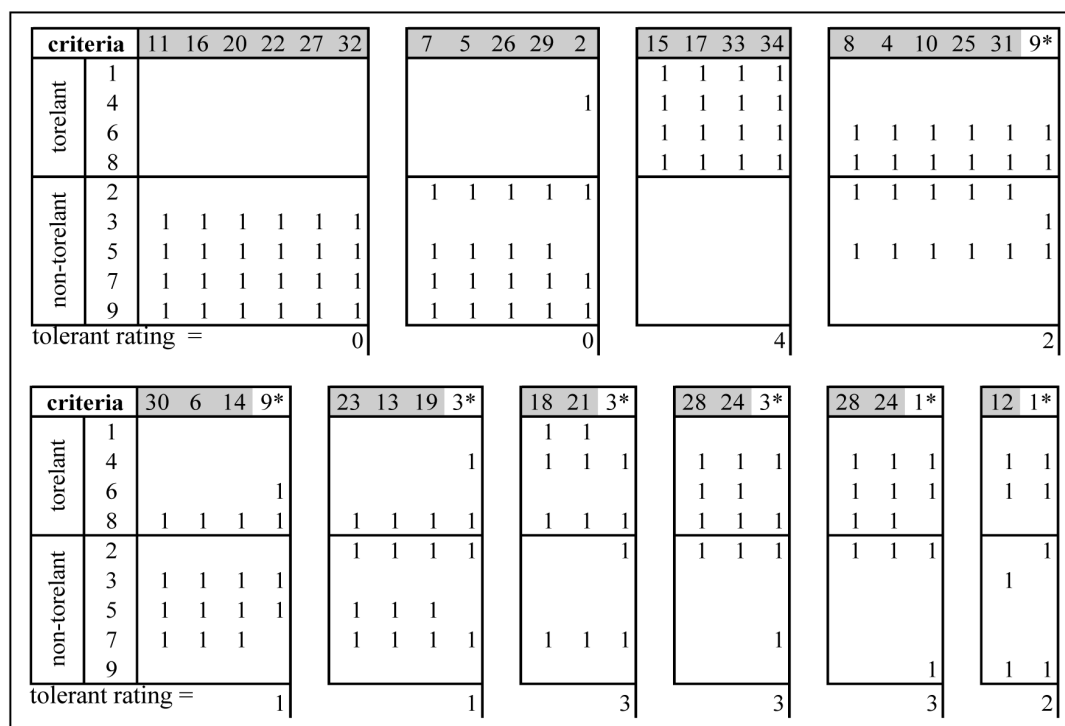 criteria 11 16 20 22 27 32 7 5 26 29 2 15 17 33 34 8 4 10 25 31 9*
torelant
1 1 1 1 1
4 1 1 1 1 1
6 1 1 1 1 1 1 1 1 1 1
8 1 1 1 1 1 1 1 1 1 1
non-torelant
2 1 1 1 1 1 1 1 1 1 1
3 1 1 1 1 1 1 1
5 1 1 1 1 1 1 1 1 1 1 1 1 1 1 1 1
7 1 1 1 1 1 1 1 1 1 1 1
9 1 1 1 1 1 1 1 1 1 1 1
tolerant rating = 0 0 4 2
criteria 30 6 14 9* 23 13 19 3* 18 21 3* 28 24 3* 28 24 1* 12 1*
torelant
1 1 1
4 1 1 1 1 1 1 1 1 1 1 1 1
6 1 1 1 1 1 1 1 1
8 1 1 1 1 1 1 1 1 1 1 1 1 1 1 1 1
non-torelant
2 1 1 1 1 1 1 1 1 1 1 1 1
3 1 1 1 1 1
5 1 1 1 1 1 1 1
7 1 1 1 1 1 1 1 1 1 1 1
9 1 1 1
tolerant rating = 1 1 3 3 3 2